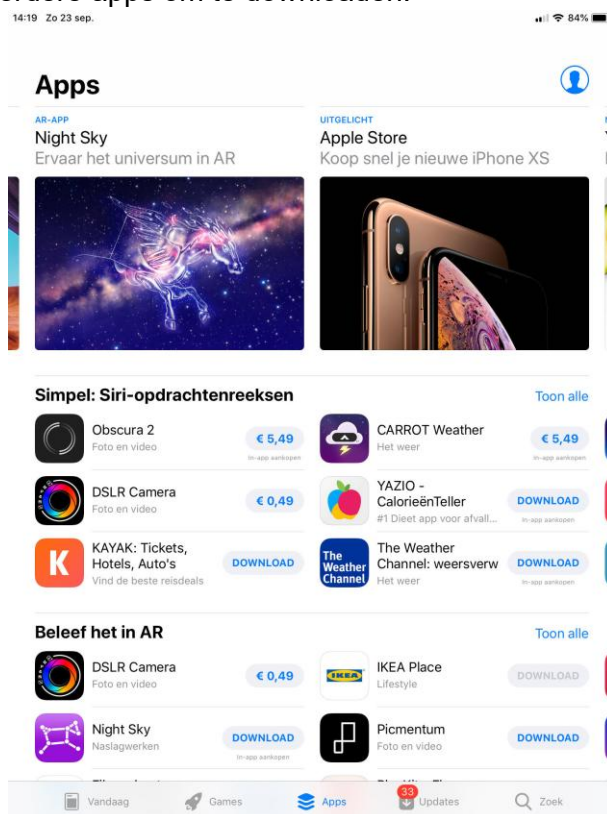 14:19 Zo 23 sep.
84%
Apps
AR-APP
Night Sky
Ervaar het universum in AR
UITGELICHT
Apple Store
Koop snel je nieuwe iPhone XS
Simpel: Siri-opdrachtenreeksen
Toon alle
Obscura 2
Foto en video
€ 5,49
In-app aankopen
CARROT Weather
Het weer
€ 5,49
In-app aankopen
DSLR Camera
Foto en video
€ 0,49
YAZIO -
CalorieënTeller
#1 Dieet app voor afvall...
DOWNLOAD
In-app aankopen
K
KAYAK: Tickets,
Hotels, Auto's
Vind de beste reisdeals
DOWNLOAD
The
Weather
Channel
The Weather
Channel: weersverw
Het weer
DOWNLOAD
In-app aankopen
Beleef het in AR
Toon alle
DSLR Camera
Foto en video
€ 0,49
IKEA
IKEA Place
Lifestyle
DOWNLOAD
Night Sky
Naslagwerken
DOWNLOAD
In-app aankopen
Picmentum
Foto en video
DOWNLOAD
Vandaag
Games
Apps
33
Updates
Zoek